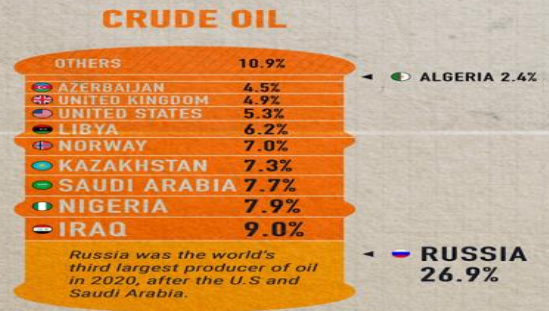 CRUDE OIL
OTHERS 10.9%
ALGERIA 2.4%
AZERBAIJAN 4.5%
UNITED KINGDOM 4.9%
UNITED STATES 5.3%
LIBYA 6.2%
NORWAY 7.0%
KAZAKHSTAN 7.3%
SAUDI ARABIA 7.7%
NIGERIA 7.9%
IRAQ 9.0%
Russia was the world's
third largest producer of oil
in 2020, after the U.S and
Saudi Arabia.
RUSSIA
26.9%